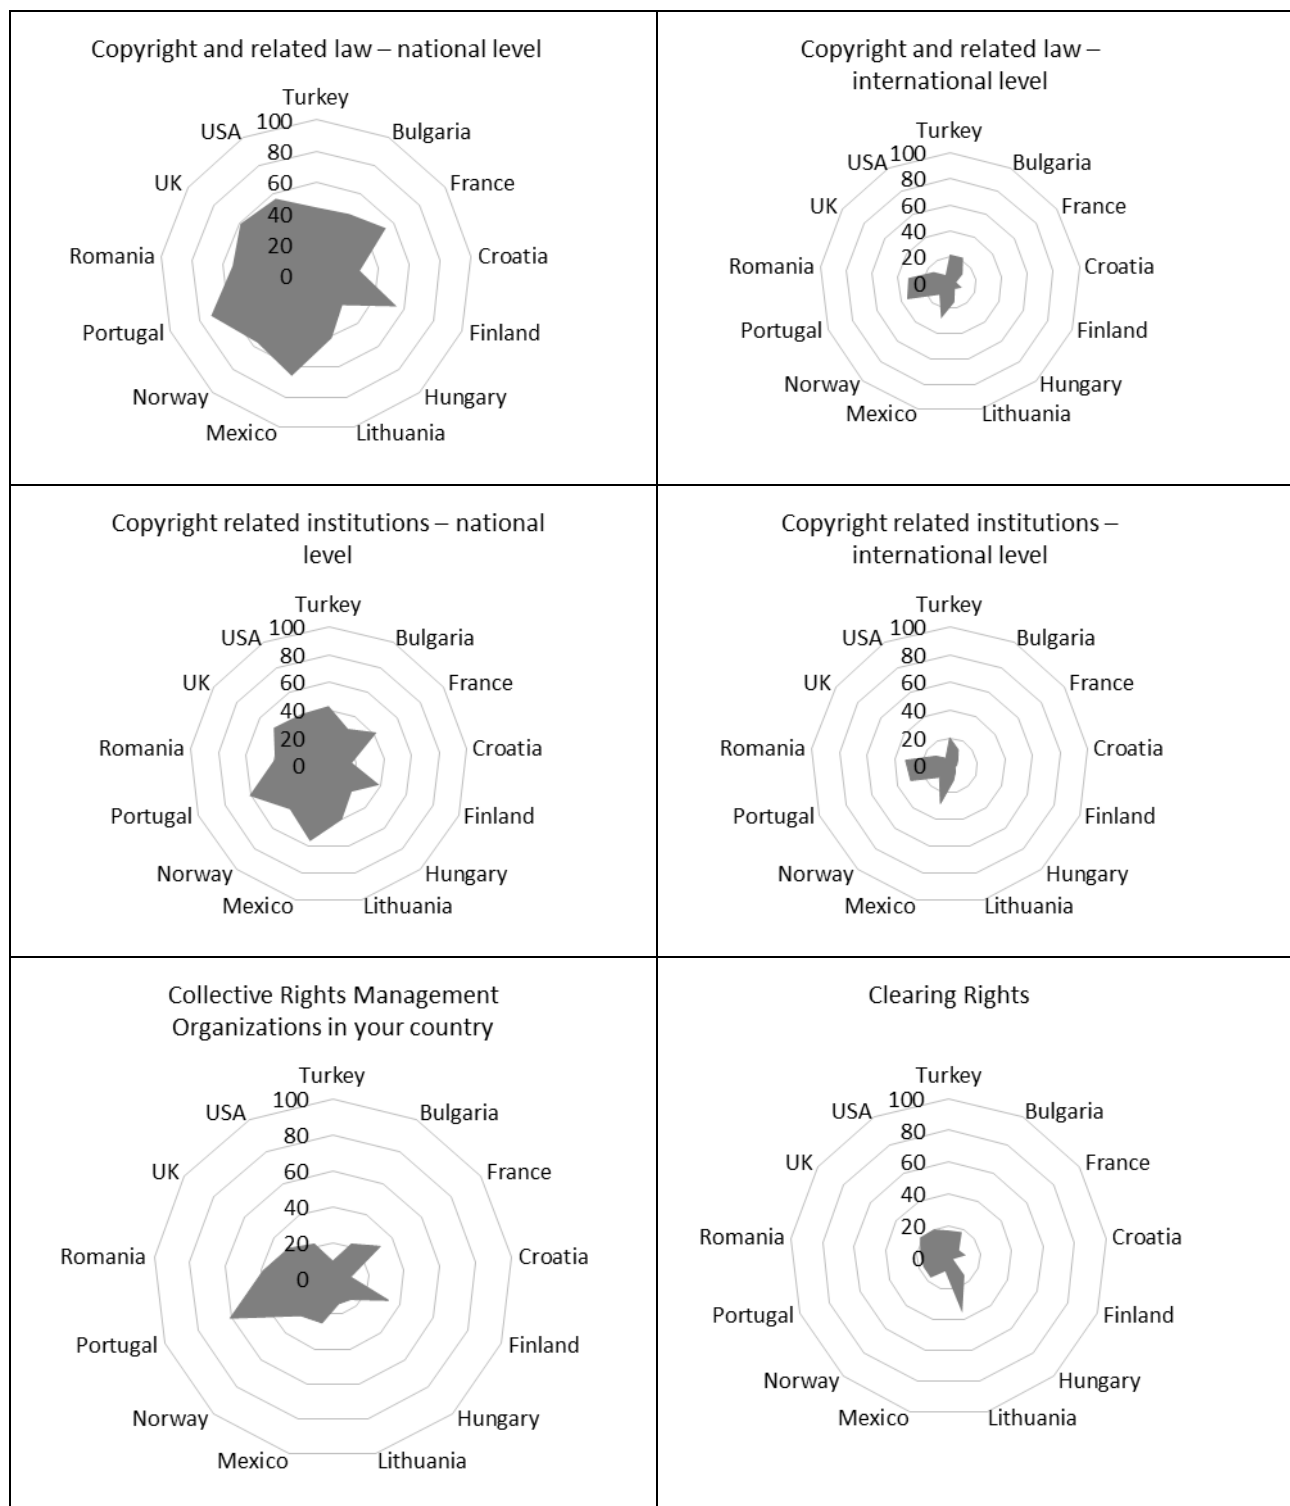 Copyright and related law – national level
Turkey
100
USA
Bulgaria
80
UK
60
France
40
20
Romania
Croatia
0
Portugal
Finland
Norway
Hungary
Mexico
Lithuania
Copyright and related law –
international level
Turkey
100
USA
Bulgaria
80
UK
60
France
40
20
Romania
Croatia
0
Portugal
Finland
Norway
Hungary
Mexico
Lithuania
Copyright related institutions – national
level
Turkey
100
USA
Bulgaria
80
UK
60
France
40
20
Romania
Croatia
0
Portugal
Finland
Norway
Hungary
Mexico
Lithuania
Copyright related institutions –
international level
Turkey
100
USA
Bulgaria
80
UK
60
France
40
20
Romania
Croatia
0
Portugal
Finland
Norway
Hungary
Mexico
Lithuania
Collective Rights Management
Organizations in your country
Turkey
100
USA
Bulgaria
80
UK
60
France
40
20
Romania
Croatia
0
Portugal
Finland
Norway
Hungary
Mexico
Lithuania
Clearing Rights
Turkey
100
USA
Bulgaria
80
UK
60
France
40
20
Romania
Croatia
0
Portugal
Finland
Norway
Hungary
Mexico
Lithuania